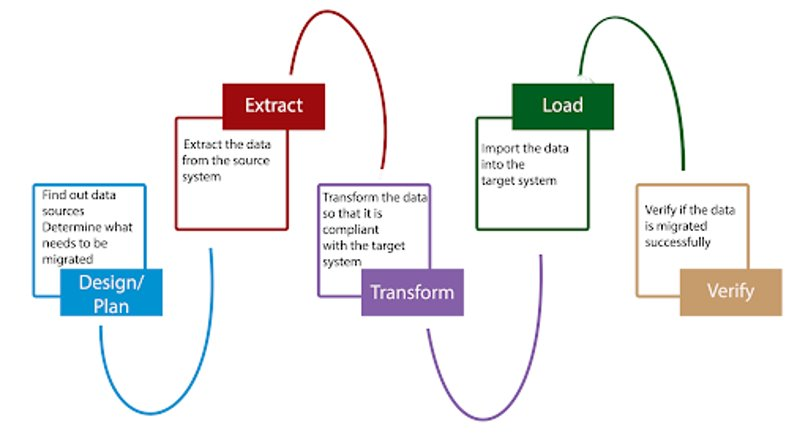 Find out data
sources
Determine what
needs to be
migrated
Design/
Plan
Extract
Extract the data
from the source
system
Transform the data
so that it is
compliant
with the target
system
Transform
Load
Import the data
into the
target system
Verify if the data
is migrated
successfully
Verify